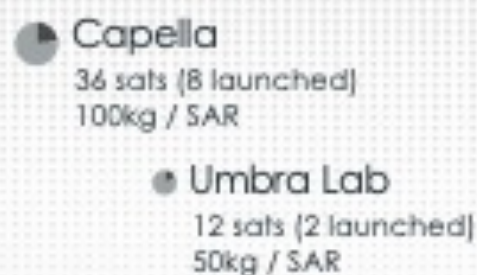 Capella
36 sats (8 launched)
100kg / SAR
Umbra Lab
12 sats (2 launched)
50kg / SAR